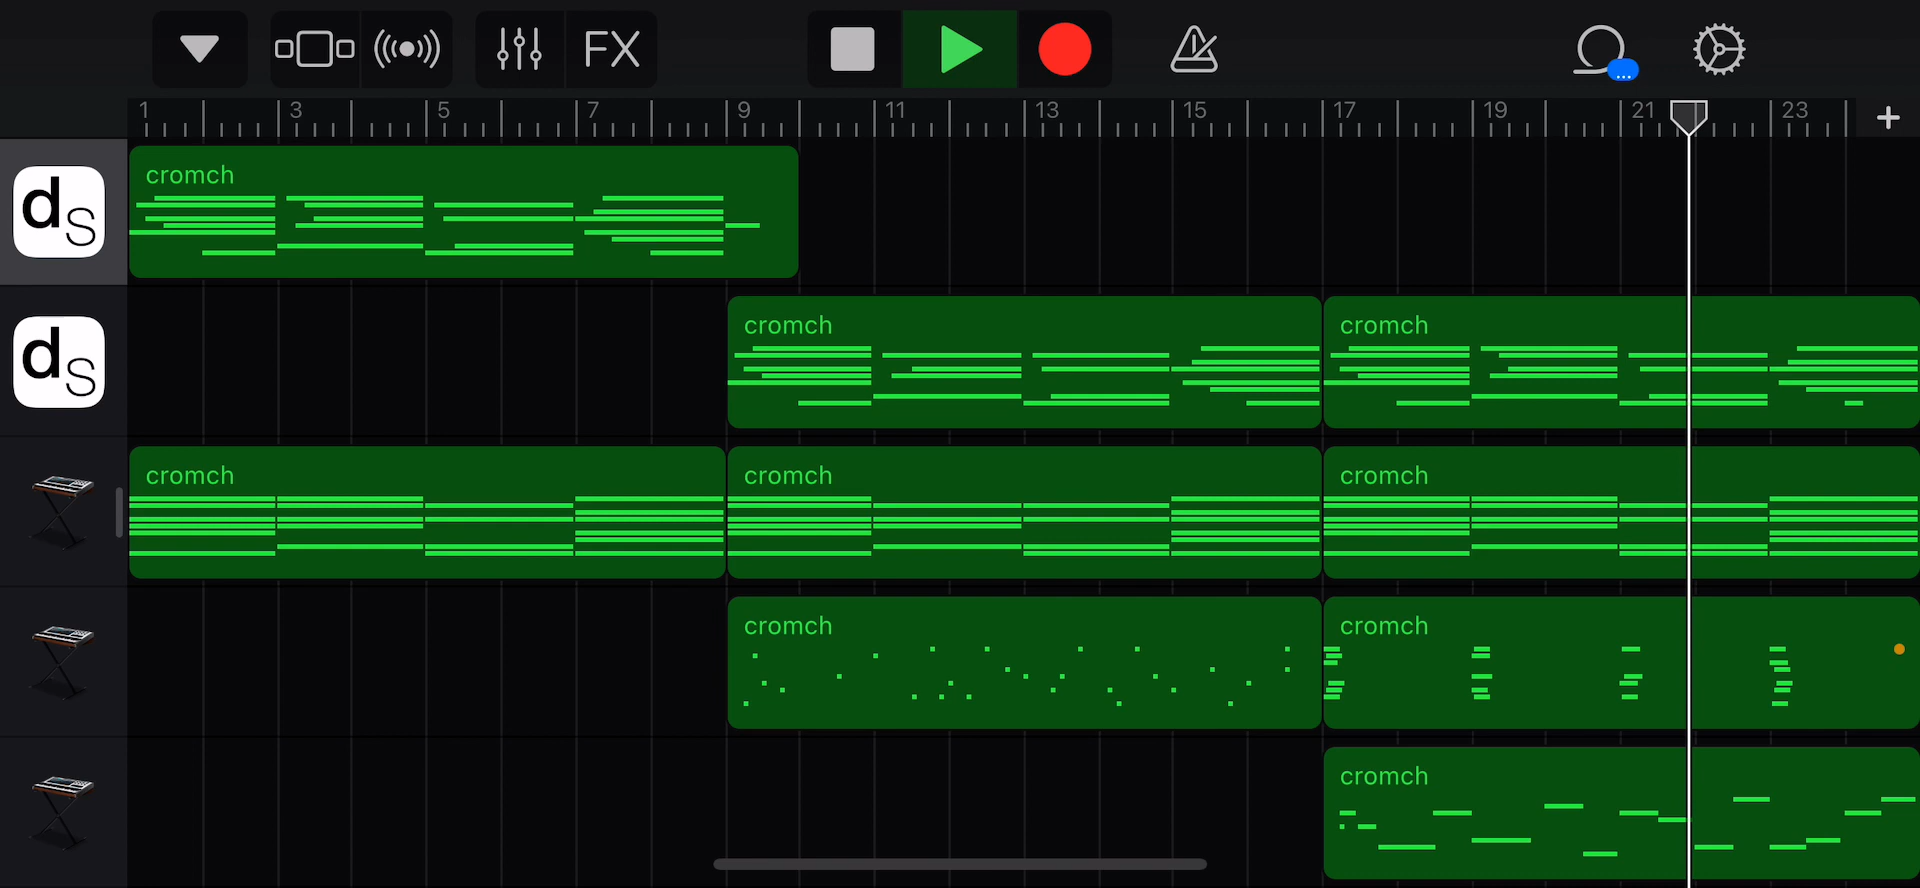 FX
1 3 5 7 9 11 13 15 17 19 21 23 +
ds
cromch
ds
cromch cromch
cromch cromch cromch
cromch cromch
cromch